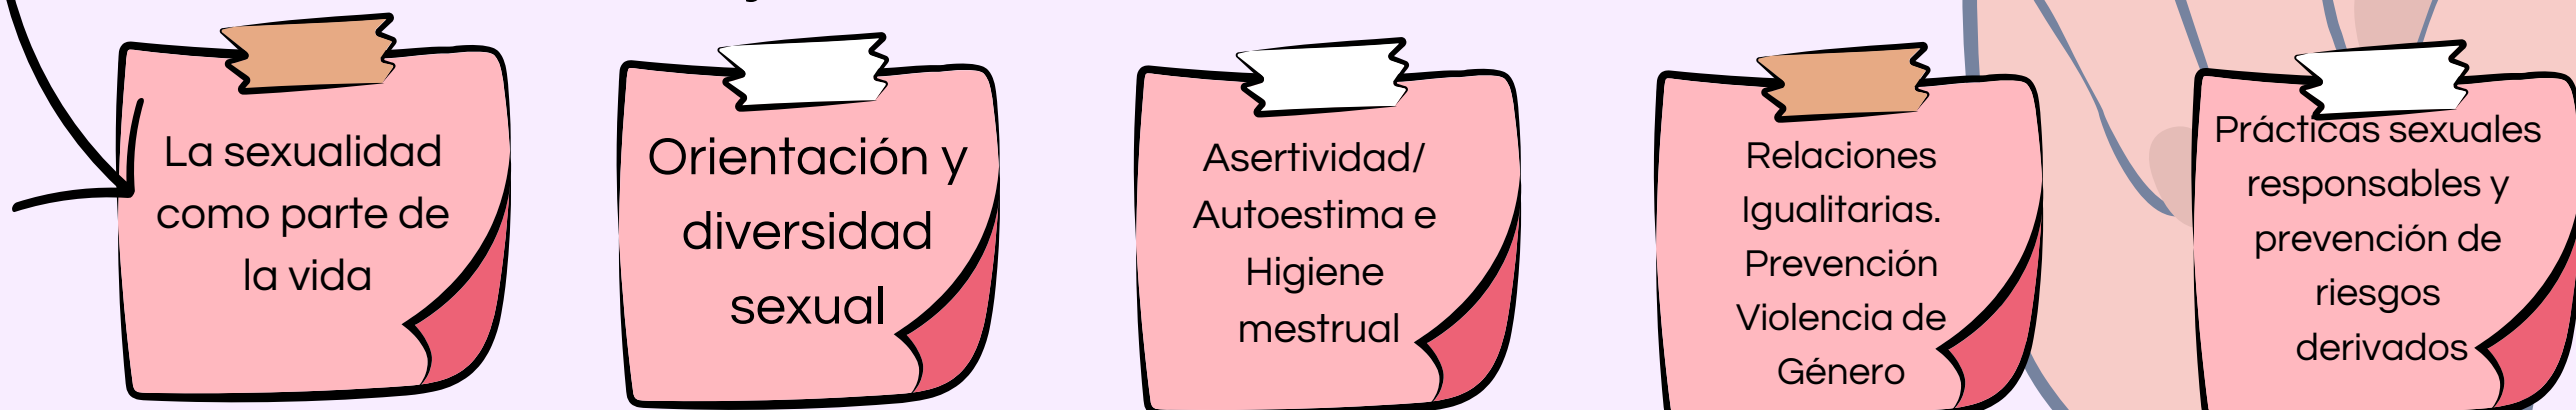 La sexualidad
como parte de
la vida
Orientación y
diversidad
sexual
Asertividad/
Autoestima e
Higiene
mestrual
Relaciones
Igualitarias.
Prevención
Violencia de
Género
Prácticas sexuales
responsables y
prevención de
riesgos
derivados